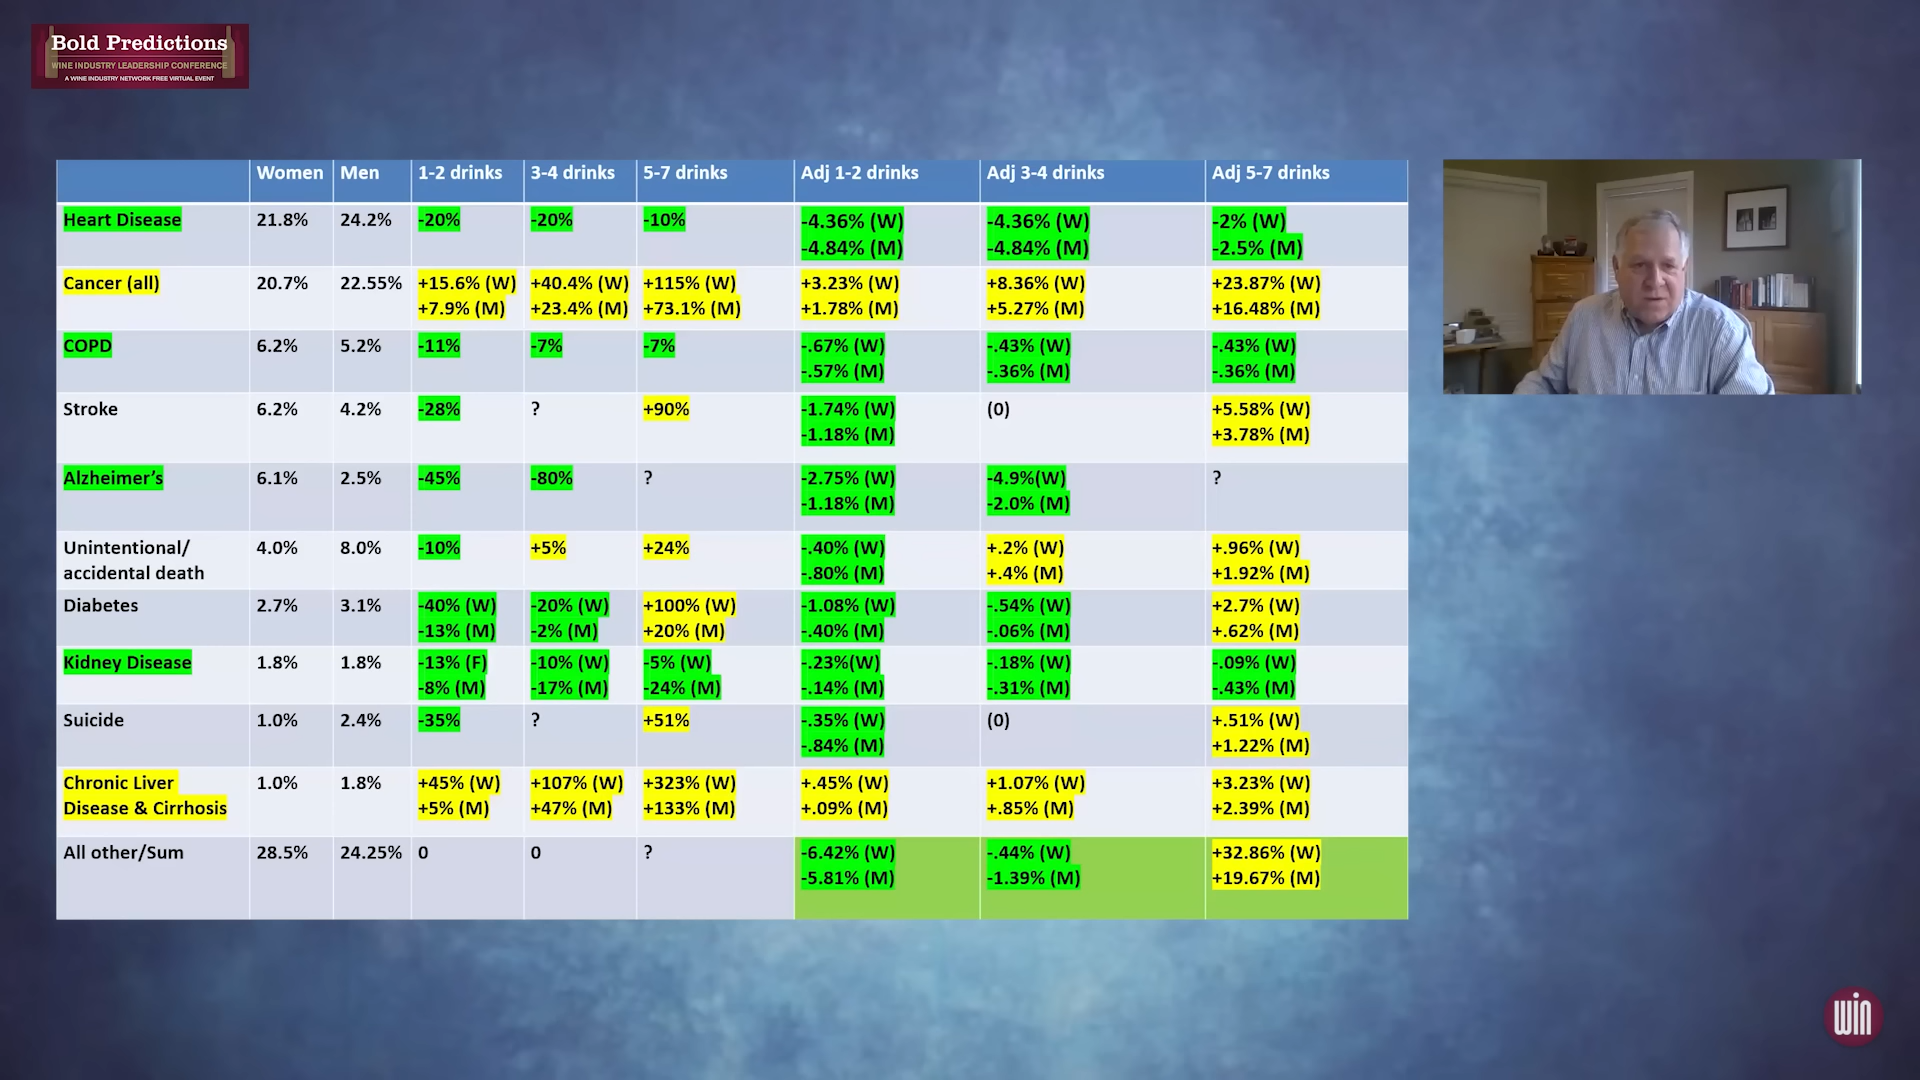 Bold Predictions
WINE INDUSTRY LEADERSHIP CONFERENCE
A WINE INDUSTRY NETWORK FREE VIRTUAL EVENT
Women Men 1-2 drinks 3-4 drinks 5-7 drinks Adj 1-2 drinks Adj 3-4 drinks Adj 5-7 drinks
Heart Disease 21.8% 24.2% -20% -20% -10% -4.36% (W) -4.36% (W) -2% (W)
-4.84% (M) -4.84% (M) -2.5% (M)
Cancer (all) 20.7% 22.55% +15.6% (W) +40.4% (W) +115% (W) +3.23% (W) +8.36% (W) +23.87% (W)
+7.9% (M) +23.4% (M) +73.1% (M) +1.78% (M) +5.27% (M) +16.48% (M)
COPD 6.2% 5.2% -11% -7% -7% -.67% (W) -.43% (W) -.43% (W)
-.57% (M) -.36% (M) -.36% (M)
Stroke 6.2% 4.2% -28% ? +90% -1.74% (W) (0) +5.58% (W)
-1.18% (M) +3.78% (M)
Alzheimer's 6.1% 2.5% -45% -80% ? -2.75% (W) -4.9%(W) ?
-1.18% (M) -2.0% (M)
Unintentional/ 4.0% 8.0% -10% +5% +24% -.40% (W) +.2% (W) +.96% (W)
accidental death -.80% (M) +.4% (M) +1.92% (M)
Diabetes 2.7% 3.1% -40% (W) -20% (W) +100% (W) -1.08% (W) -.54% (W) +2.7% (W)
-13% (M) -2% (M) +20% (M) -.40% (M) -.06% (M) +.62% (M)
Kidney Disease 1.8% 1.8% -13% (F) -10% (W) -5% (W) -.23%(W) -.18% (W) -.09% (W)
-8% (M) -17% (M) -24% (M) -.14% (M) -.31% (M) -.43% (M)
Suicide 1.0% 2.4% -35% ? +51% -.35% (W) (0) +.51% (W)
-.84% (M) +1.22% (M)
Chronic Liver 1.0% 1.8% +45% (W) +107% (W) +323% (W) +.45% (W) +1.07% (W) +3.23% (W)
Disease & Cirrhosis +5% (M) +47% (M) +133% (M) +.09% (M) +.85% (M) +2.39% (M)
All other/Sum 28.5% 24.25% 0 0 ? -6.42% (W) -.44% (W) +32.86% (W)
-5.81% (M) -1.39% (M) +19.67% (M)
win